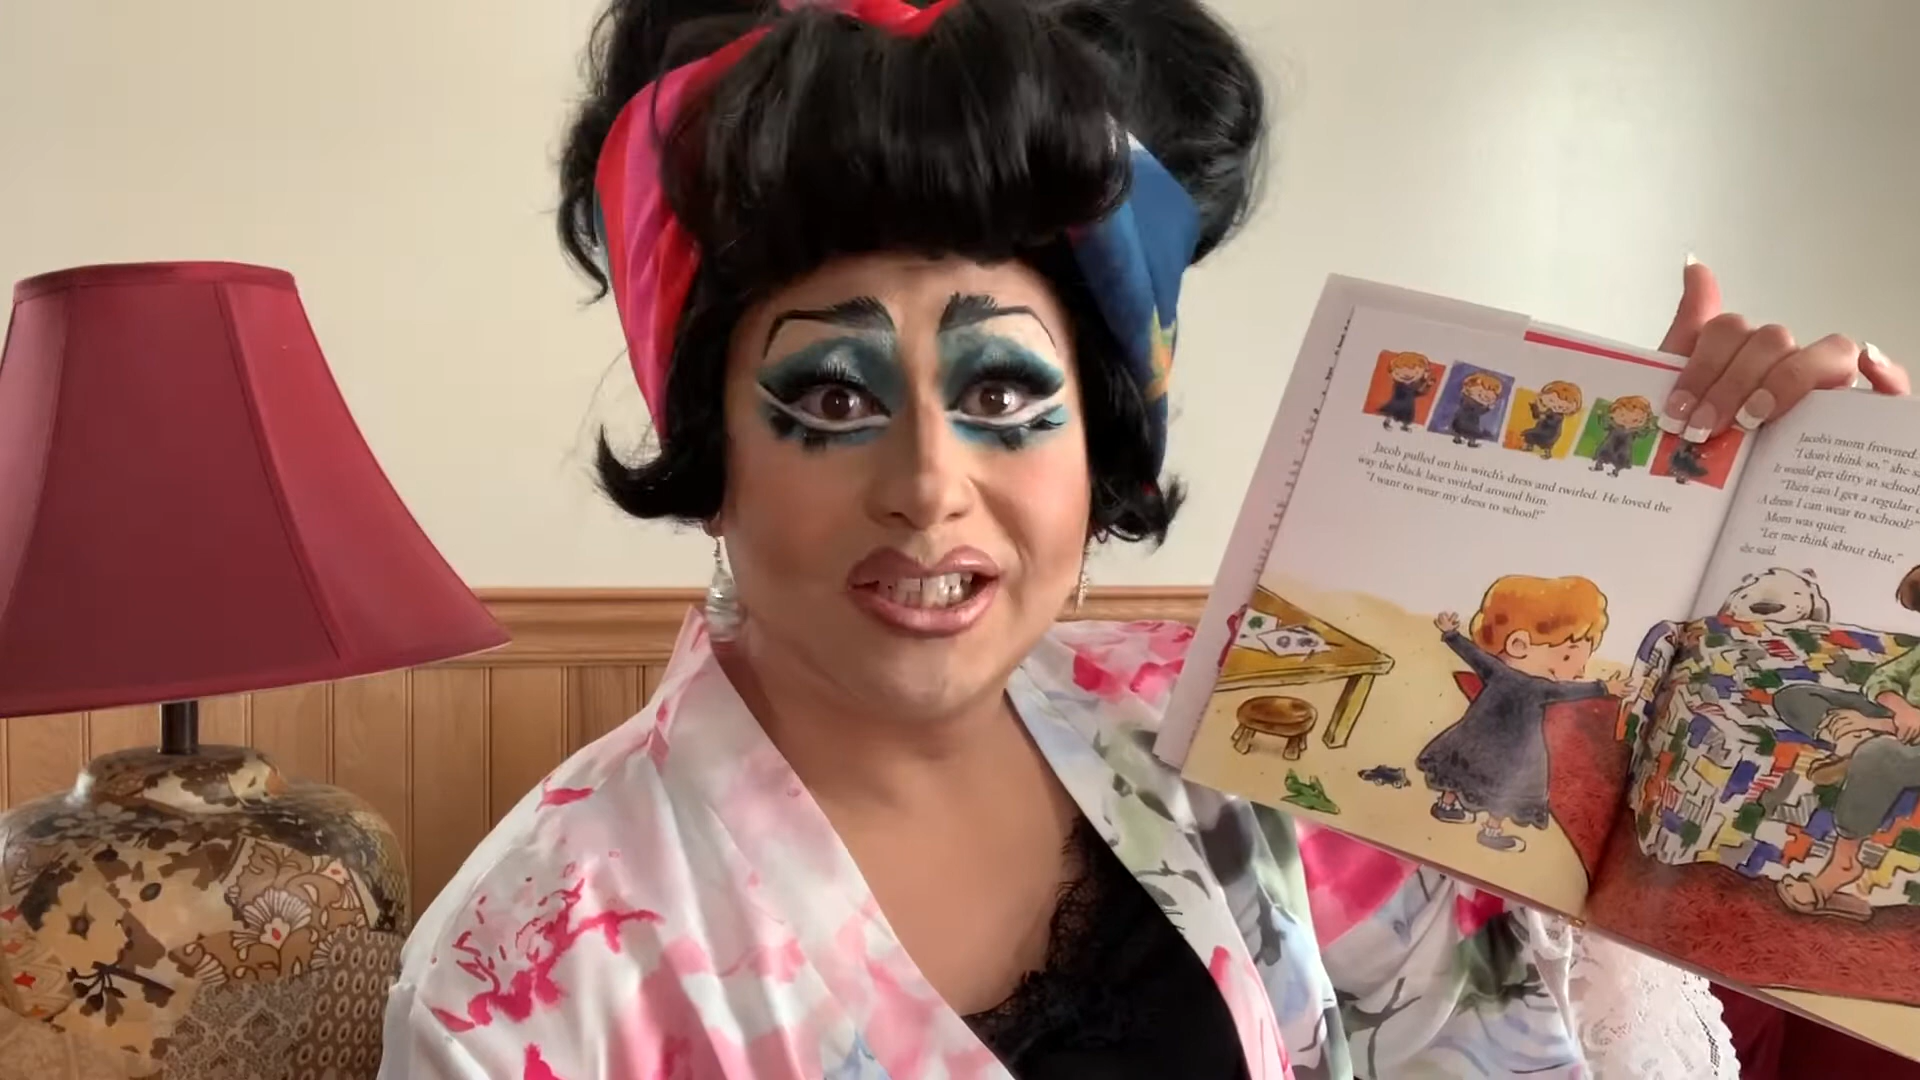 Jacob pulled on his witch's dress and twirled. He loved the
way the black lace swirled around him.
"I want to wear my dress to school!"
Jacob's mom frowned.
"I don't think so," she
It would get dirty at school
"Then can I get a regular
A dress I can wear to school?"
Mom was quiet.
"Let me think about that,"
she said.